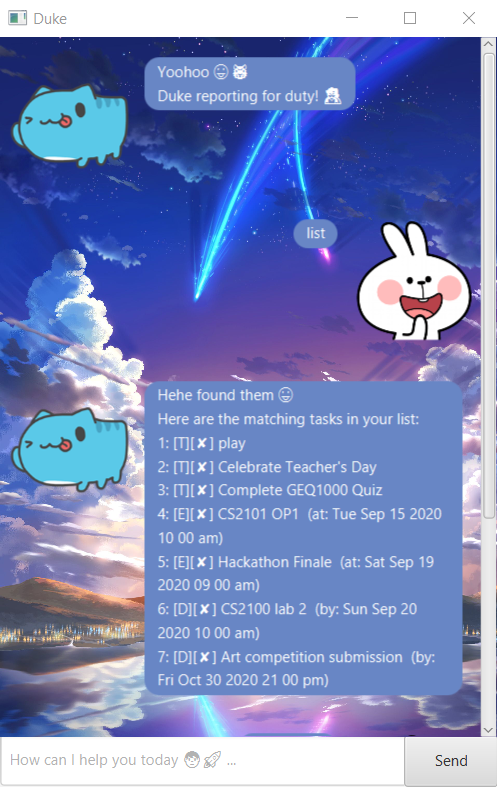 Duke
Yoohoo 😛 🐯
Duke reporting for duty!
list
Hehe found them 😛
Here are the matching tasks in your list:
1: [T][✘] play
2: [T][✘] Celebrate Teacher's Day
3: [T][✘] Complete GEQ1000 Quiz
4: [E][✘] CS2101 OP1  (at: Tue Sep 15 2020
10 00 am)
5: [E][✘] Hackathon Finale  (at: Sat Sep 19
2020 09 00 am)
6: [D][✘] CS2100 lab 2  (by: Sun Sep 20
2020 10 00 am)
7: [D][✘] Art competition submission  (by:
Fri Oct 30 2020 21 00 pm)
How can I help you today 🧑🚀 ...
Send